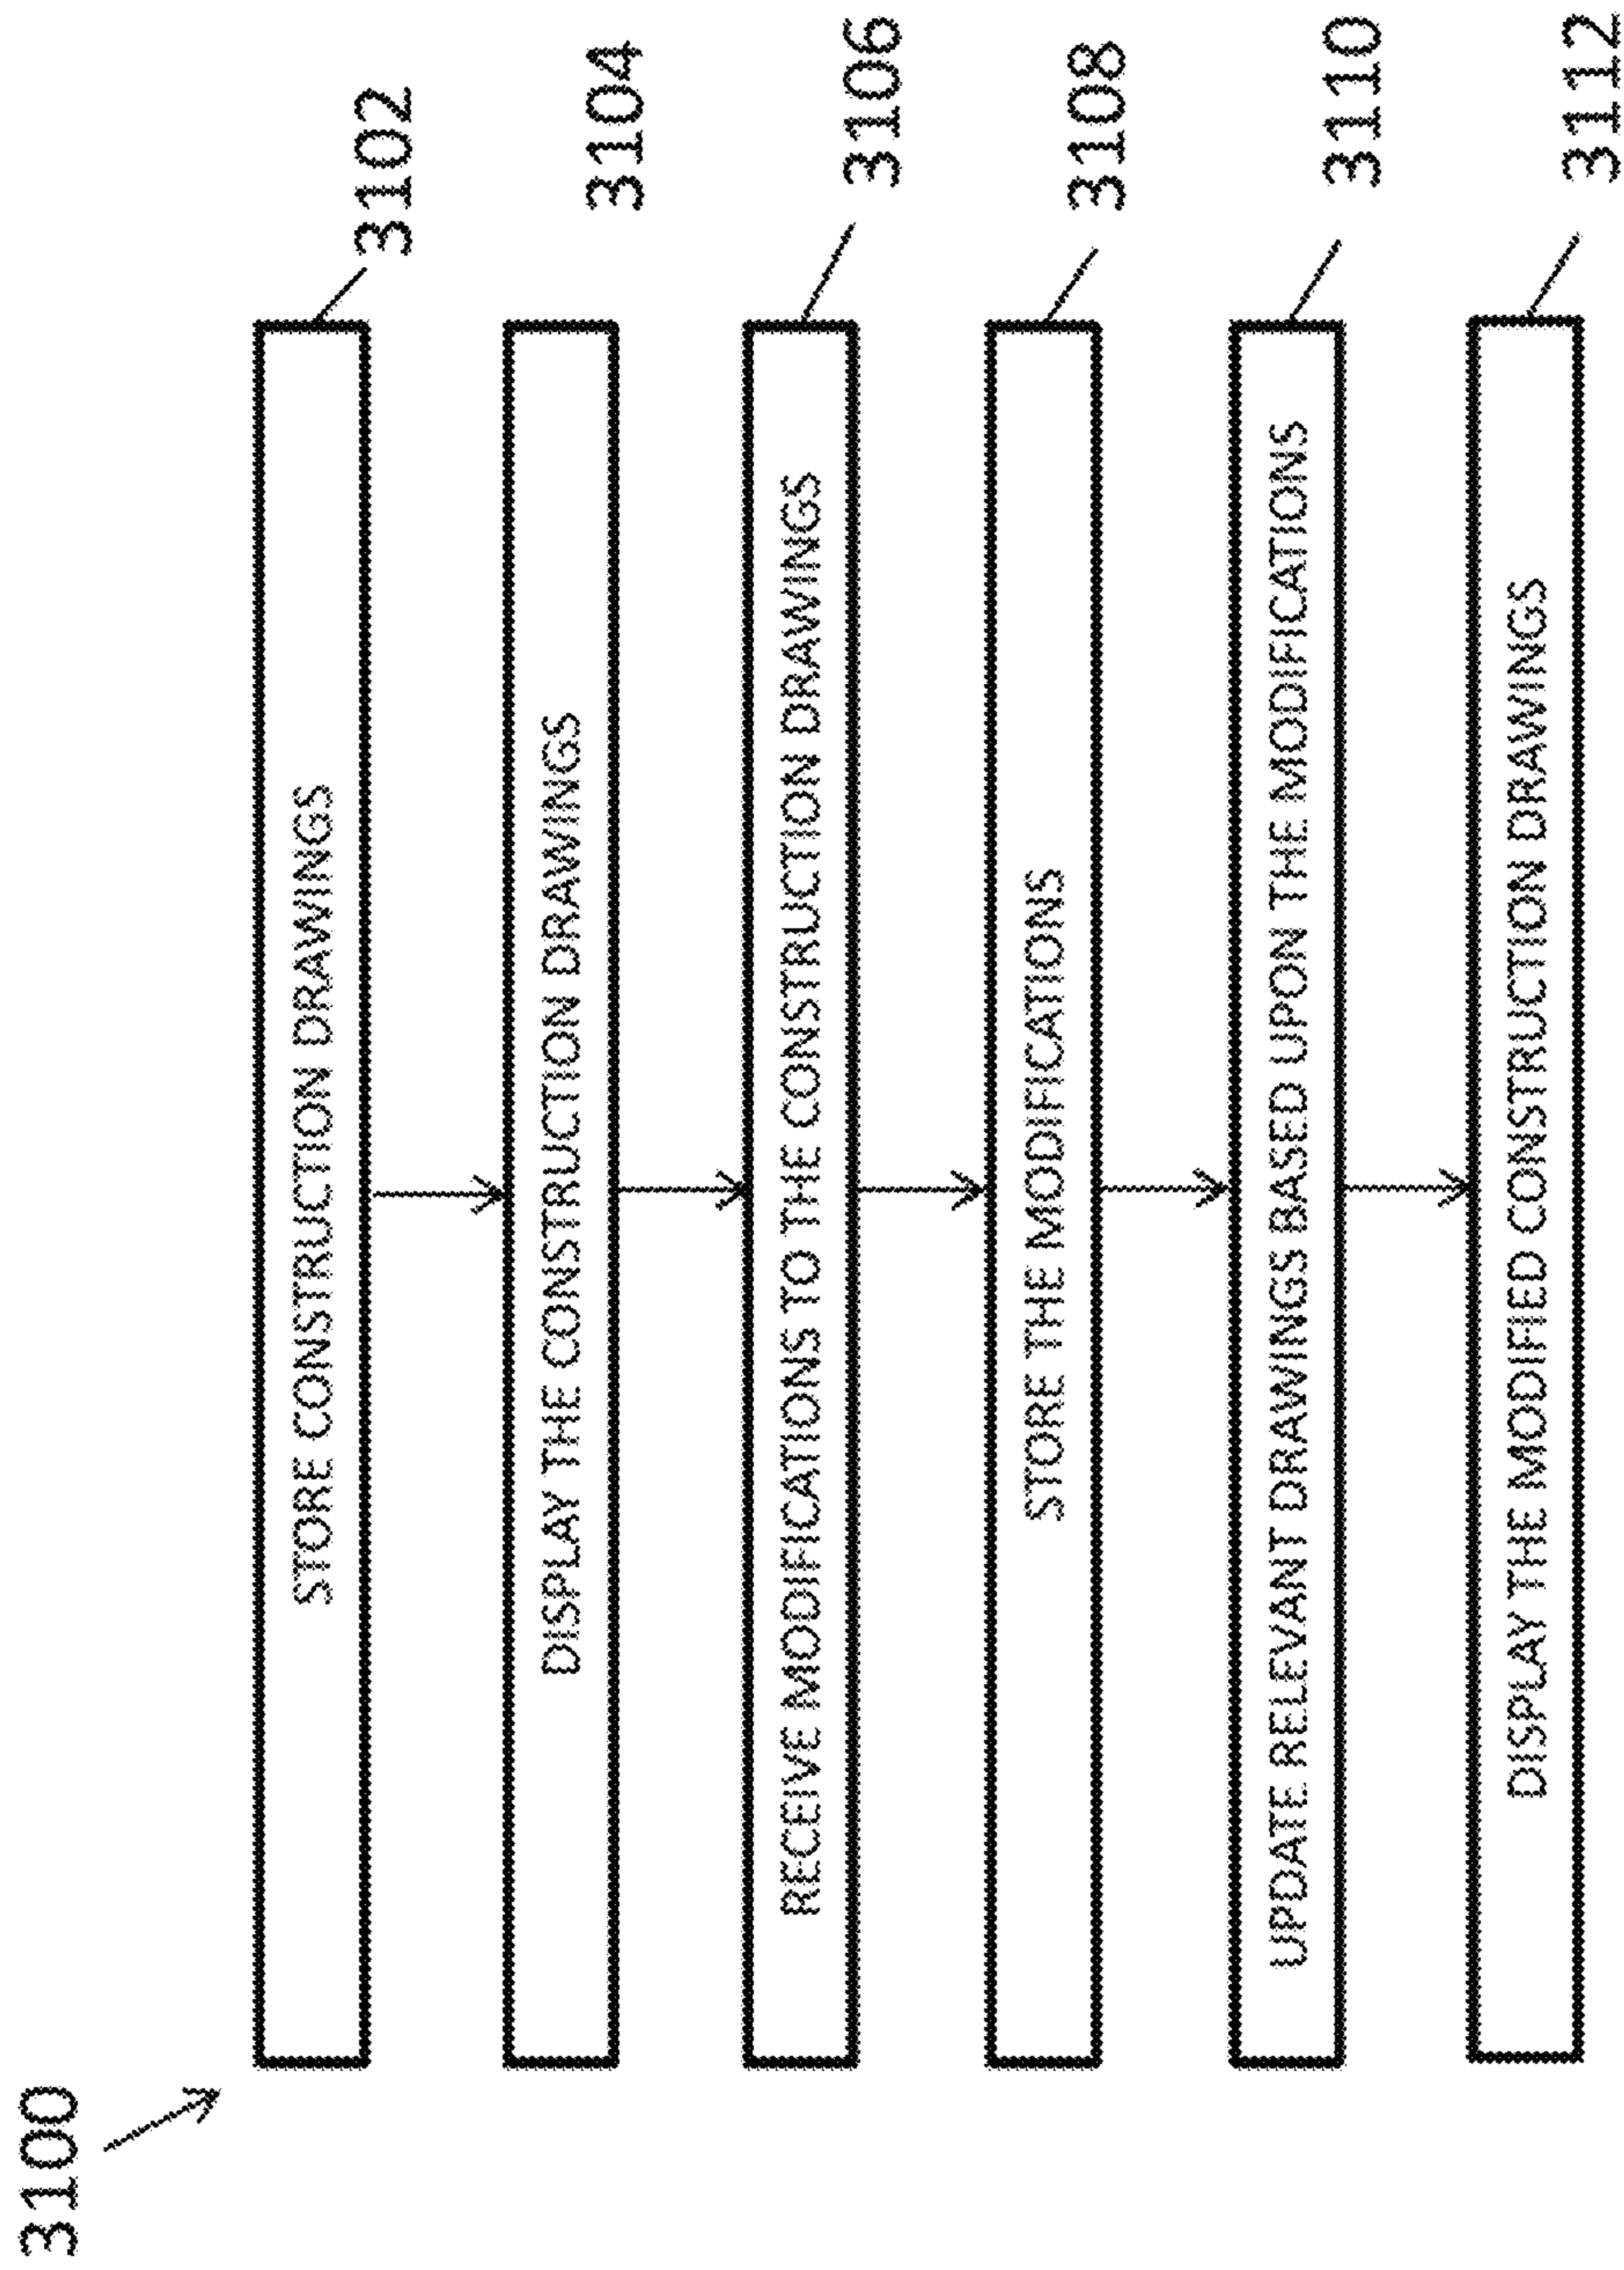 3100
STORE CONSTRUCTION DRAWINGS
3102
DISPLAY THE CONSTRUCTION DRAWINGS
3104
RECEIVE MODIFICATIONS TO THE CONSTRUCTION DRAWINGS
3106
STORE THE MODIFICATIONS
3108
UPDATE RELEVANT DRAWINGS BASED UPON THE MODIFICATIONS
3110
DISPLAY THE MODIFIED CONSTRUCTION DRAWINGS
3112